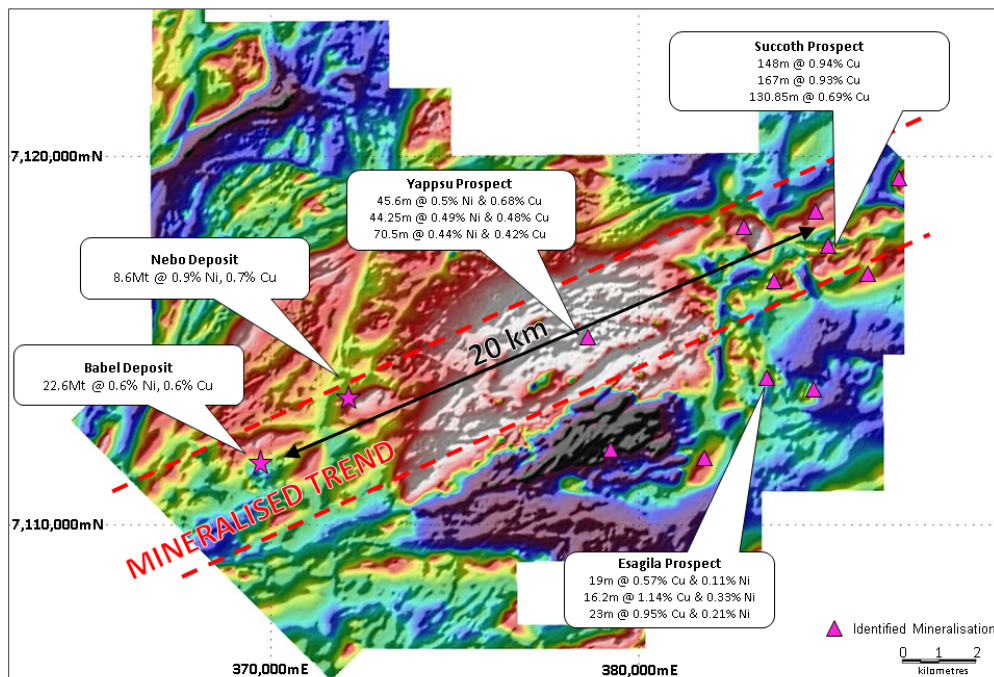 Succoth Prospect
148m @ 0.94% Cu
167m @ 0.93% Cu
130.85m @ 0.69% Cu
7,120,000mN
Yappsu Prospect
45.6m @ 0.5% Ni & 0.68% Cu
44.25m @ 0.49% Ni & 0.48% Cu
70.5m @ 0.44% Ni & 0.42% Cu
Nebo Deposit
8.6Mt @ 0.9% Ni, 0.7% Cu
20 km
Babel Deposit
22.6Mt @ 0.6% Ni, 0.6% Cu
MINERALISED TREND
7,110,000mN
Esagila Prospect
19m @ 0.57% Cu & 0.11% Ni
16.2m @ 1.14% Cu & 0.33% Ni
23m @ 0.95% Cu & 0.21% Ni
Identified Mineralisation
0 1 2
kilometres
370,000mE
380,000mE